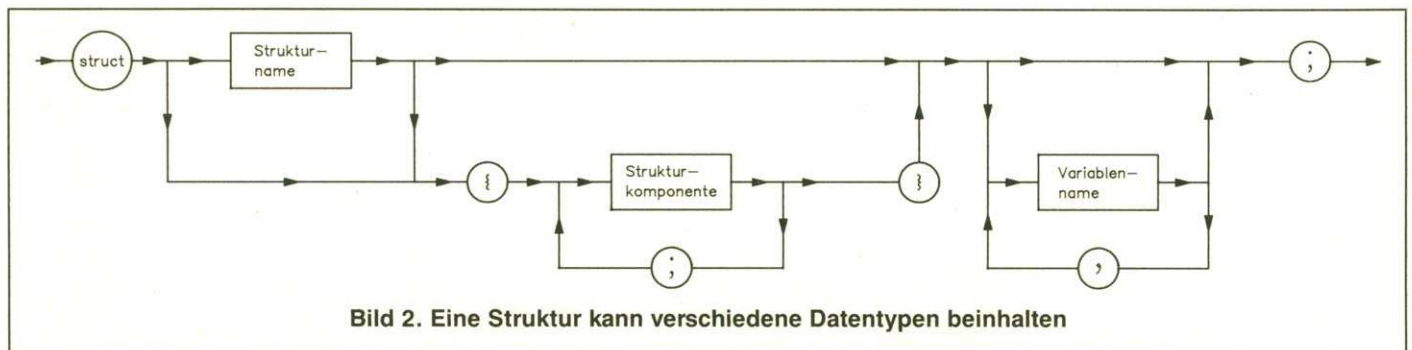 struct
Struktur-
name
;
{
Struktur-
komponente
}
Variablen-
name
;
,
Bild 2. Eine Struktur kann verschiedene Datentypen beinhalten